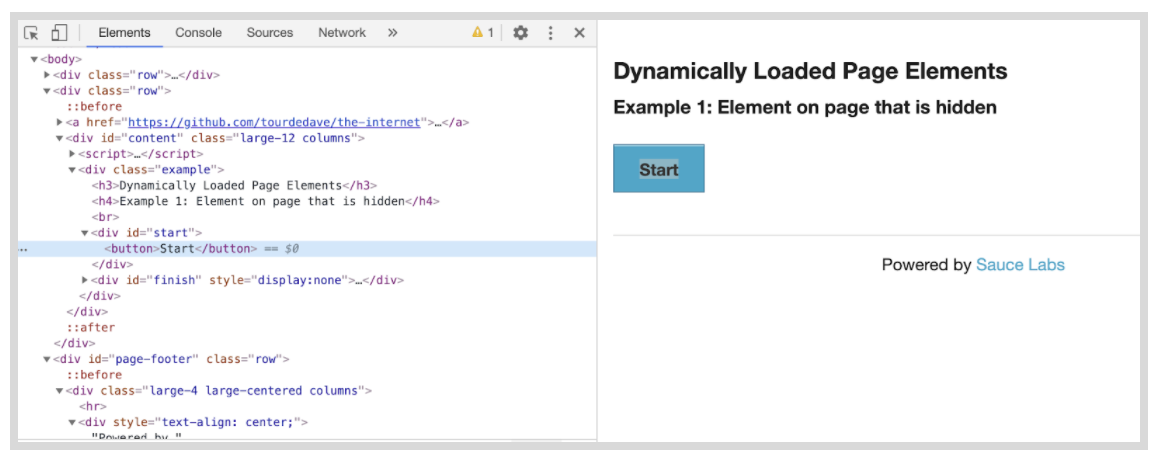 Elements Console Sources Network » 1
<body>
<div class="row">…</div>
<div class="row">
::before
<a href="https://github.com/tourdedave/the-internet">…</a>
<div id="content" class="large-12 columns">
<script>…</script>
<div class="example">
<h3>Dynamically Loaded Page Elements</h3>
<h4>Example 1: Element on page that is hidden</h4>
<br>
<div id="start">
… <button>Start</button> == $0
</div>
<div id="finish" style="display:none">…</div>
</div>
</div>
::after
</div>
<div id="page-footer" class="row">
::before
<div class="large-4 large-centered columns">
<hr>
<div style="text-align: center;">
"Powered by "
Dynamically Loaded Page Elements
Example 1: Element on page that is hidden
Start
Powered by Sauce Labs